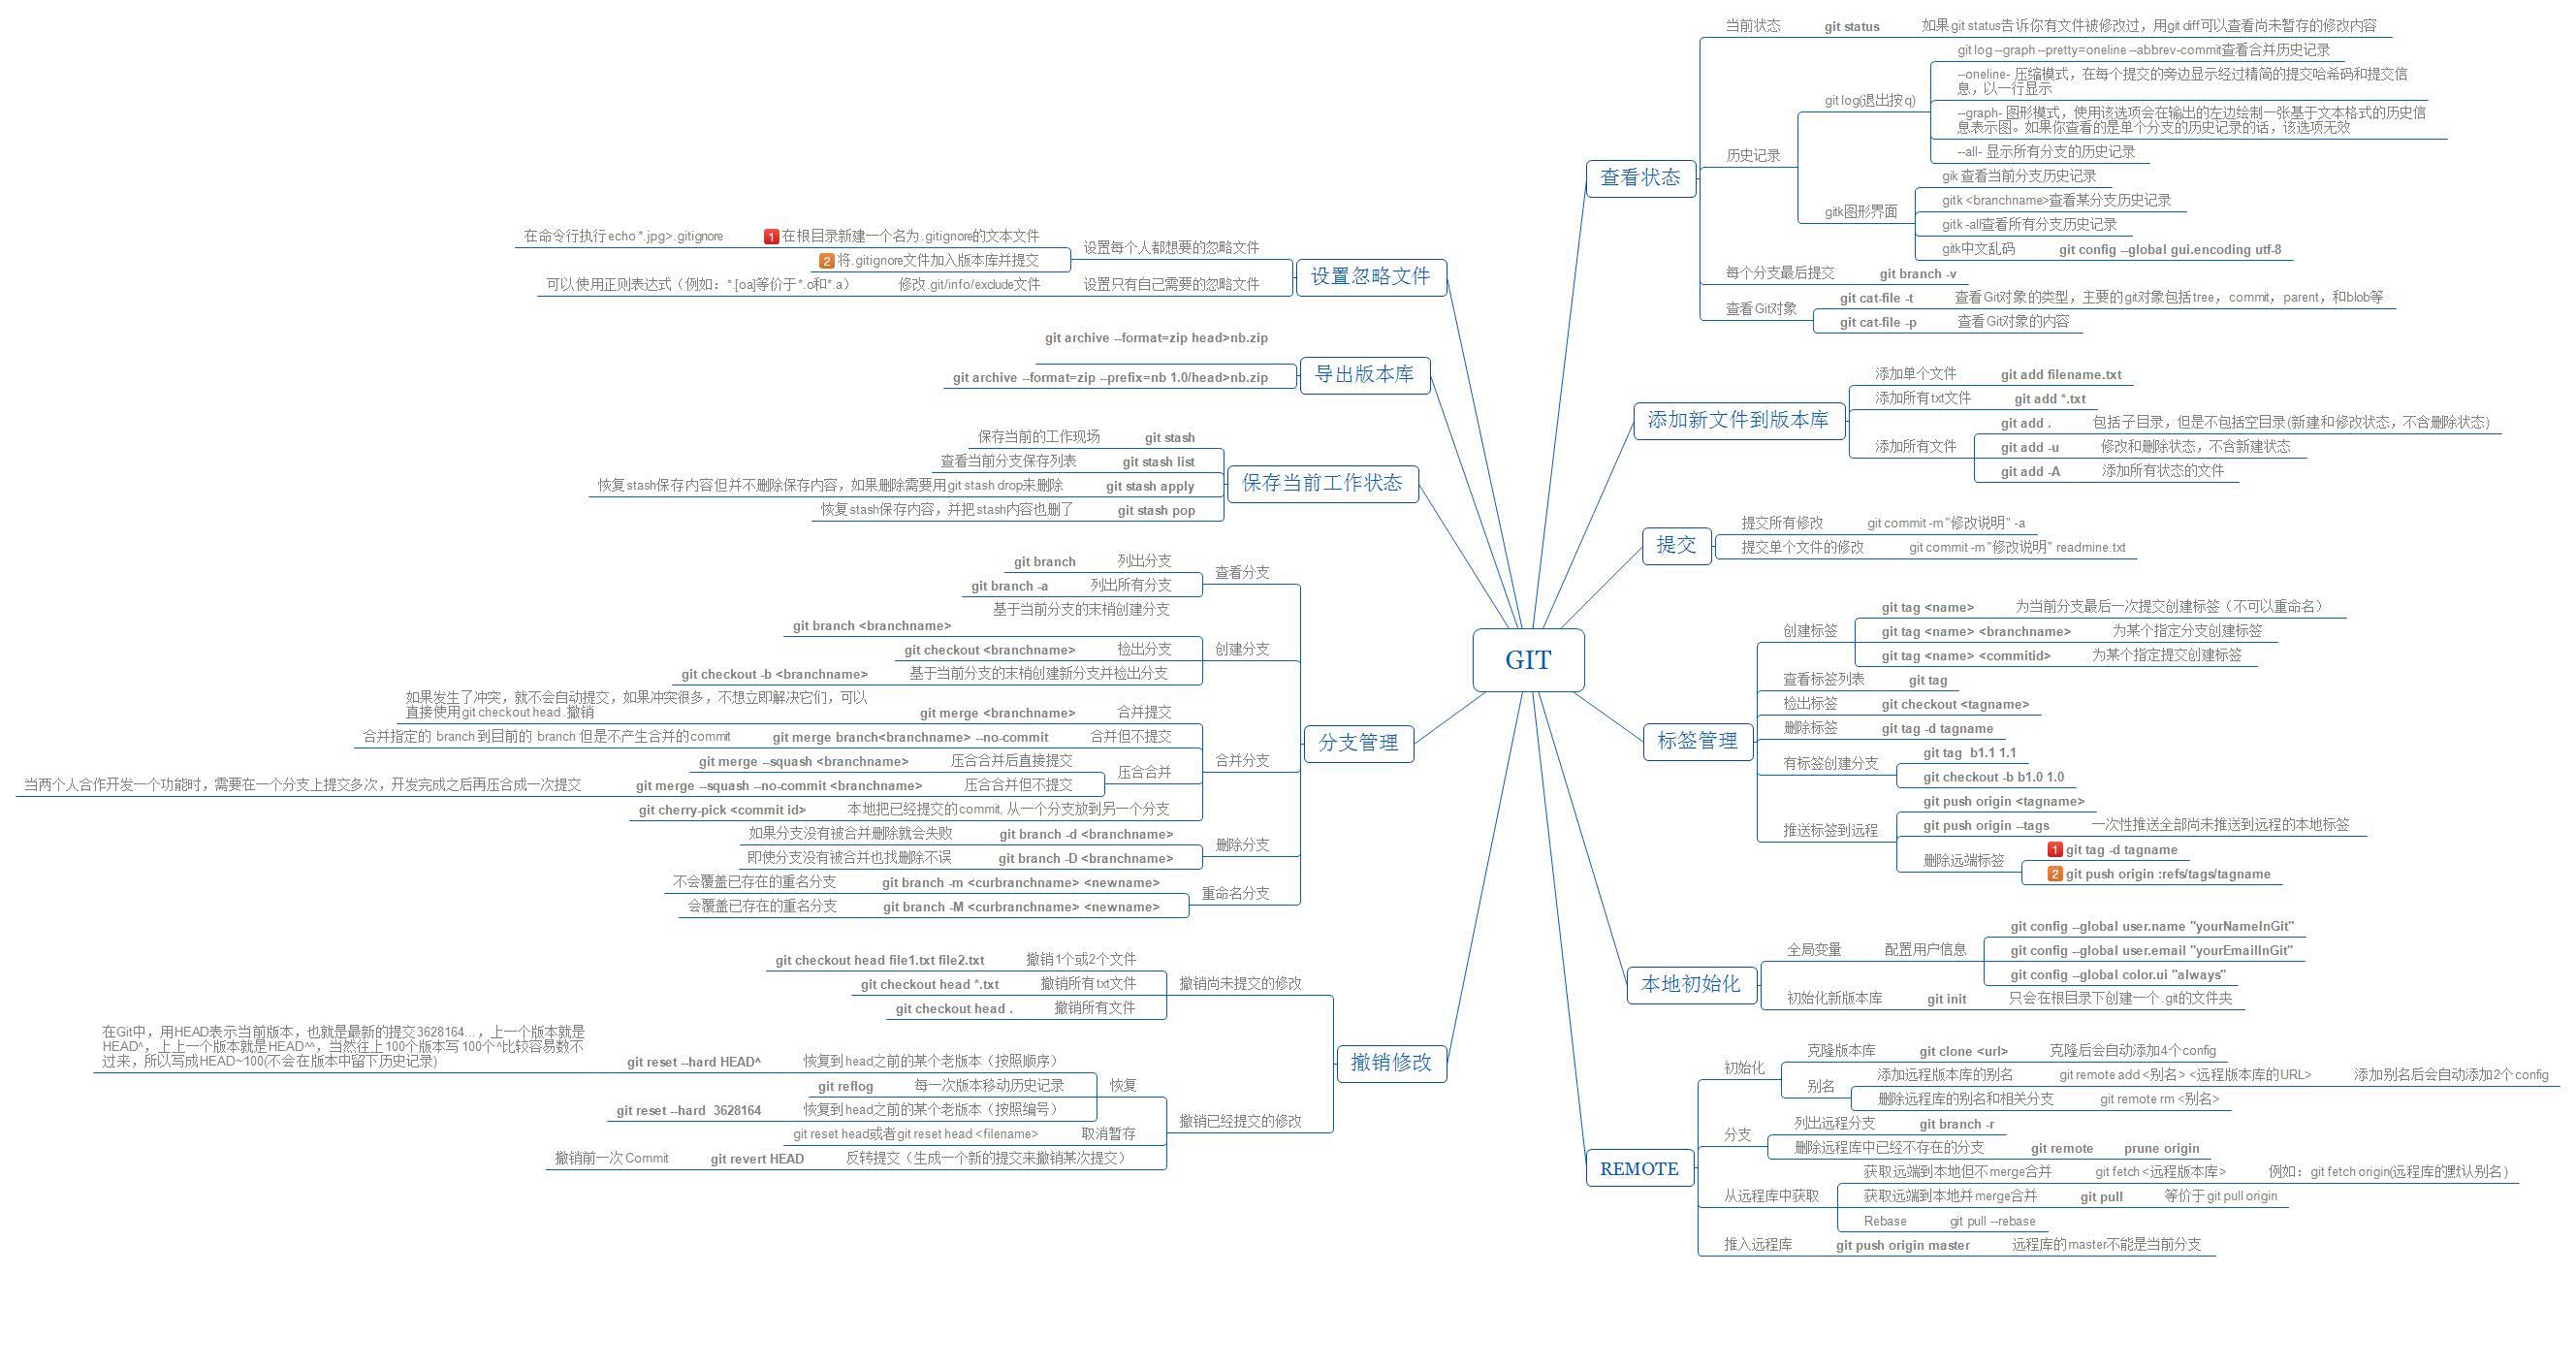 GIT
查看状态
当前状态 git status 如果git status告诉你有文件被修改过，用git diff可以查看尚未暂存的修改内容
历史记录
git log(退出按q)
git log --graph --pretty=oneline --abbrev-commit查看合并历史记录
--oneline- 压缩模式，在每个提交的旁边显示经过精简的提交哈希码和提交信
息，以一行显示
--graph- 图形模式，使用该选项会在输出的左边绘制一张基于文本格式的历史信
息表示图。如果你查看的是单个分支的历史记录的话，该选项无效
--all- 显示所有分支的历史记录
gitk图形界面
gik 查看当前分支历史记录
gitk <branchname>查看某分支历史记录
gitk -all查看所有分支历史记录
gitk中文乱码 git config --global gui.encoding utf-8
每个分支最后提交 git branch -v
查看Git对象
git cat-file -t 查看Git对象的类型，主要的git对象包括tree，commit，parent，和blob等
git cat-file -p 查看Git对象的内容
添加新文件到版本库
添加单个文件 git add filename.txt
添加所有txt文件 git add *.txt
添加所有文件
git add . 包括子目录，但是不包括空目录(新建和修改状态，不含删除状态)
git add -u 修改和删除状态，不含新建状态
git add -A 添加所有状态的文件
提交
提交所有修改 git commit -m "修改说明" -a
提交单个文件的修改 git commit -m "修改说明" readmine.txt
标签管理
创建标签
git tag <name> 为当前分支最后一次提交创建标签（不可以重命名）
git tag <name> <branchname> 为某个指定分支创建标签
git tag <name> <commitid> 为某个指定提交创建标签
查看标签列表 git tag
检出标签 git checkout <tagname>
删除标签 git tag -d tagname
有标签创建分支
git tag b1.1 1.1
git checkout -b b1.0 1.0
推送标签到远程
git push origin <tagname>
git push origin --tags 一次性推送全部尚未推送到远程的本地标签
删除远端标签
1 git tag -d tagname
2 git push origin :refs/tags/tagname
本地初始化
全局变量 配置用户信息
git config --global user.name "yourNameInGit"
git config --global user.email "yourEmailInGit"
git config --global color.ui "always"
初始化新版本库 git init 只会在根目录下创建一个.git的文件夹
REMOTE
初始化
克隆版本库 git clone <url> 克隆后会自动添加4个config
别名
添加远程版本库的别名 git remote add <别名> <远程版本库的URL> 添加别名后会自动添加2个config
删除远程库的别名和相关分支 git remote rm <别名>
分支
列出远程分支 git branch -r
删除远程库中已经不存在的分支 git remote prune origin
从远程库中获取
获取远端到本地但不merge合并 git fetch <远程版本库> 例如：git fetch origin(远程库的默认别名)
获取远端到本地并merge合并 git pull 等价于git pull origin
Rebase git pull --rebase
推入远程库 git push origin master 远程库的master不能是当前分支
设置忽略文件
设置每个人都想要的忽略文件
在命令行执行 echo *.jpg>.gitignore 1 在根目录新建一个名为.gitignore的文本文件
2 将.gitignore文件加入版本库并提交
可以使用正则表达式（例如：*.[oa]等价于*.o和*.a） 修改.git/info/exclude文件 设置只有自己需要的忽略文件
导出版本库
git archive --format=zip head>nb.zip
git archive --format=zip --prefix=nb 1.0/head>nb.zip
保存当前工作状态
保存当前的工作现场 git stash
查看当前分支保存列表 git stash list
恢复stash保存内容但并不删除保存内容，如果删除需要用git stash drop来删除 git stash apply
恢复stash保存内容，并把stash内容也删了 git stash pop
分支管理
查看分支
git branch 列出分支
git branch -a 列出所有分支
创建分支
基于当前分支的末梢创建分支
git branch <branchname>
git checkout <branchname> 检出分支
git checkout -b <branchname> 基于当前分支的末梢创建新分支并检出分支
合并分支
如果发生了冲突，就不会自动提交，如果冲突很多，不想立即解决它们，可以
直接使用git checkout head .撤销 git merge <branchname> 合并提交
合并指定的 branch 到目前的 branch 但是不产生合并的commit git merge branch<branchname> --no-commit 合并但不提交
压合合并
git merge --squash <branchname> 压合合并后直接提交
当两个人合作开发一个功能时，需要在一个分支上提交多次，开发完成之后再压合成一次提交 git merge --squash --no-commit <branchname> 压合合并但不提交
git cherry-pick <commit id> 本地把已经提交的commit, 从一个分支放到另一个分支
删除分支
如果分支没有被合并删除就会失败 git branch -d <branchname>
即使分支没有被合并也找删除不误 git branch -D <branchname>
重命名分支
不会覆盖已存在的重名分支 git branch -m <curbranchname> <newname>
会覆盖已存在的重名分支 git branch -M <curbranchname> <newname>
撤销修改
撤销尚未提交的修改
git checkout head file1.txt file2.txt 撤销1个或2个文件
git checkout head *.txt 撤销所有txt文件
git checkout head . 撤销所有文件
撤销已经提交的修改
恢复
在Git中，用HEAD表示当前版本，也就是最新的提交3628164...，上一个版本就是
HEAD^，上上一个版本就是HEAD^^，当然往上100个版本写100个^比较容易数不
过来，所以写成HEAD~100(不会在版本中留下历史记录) git reset --hard HEAD^ 恢复到head之前的某个老版本（按照顺序）
git reflog 每一次版本移动历史记录
git reset --hard 3628164 恢复到head之前的某个老版本（按照编号）
git reset head或者git reset head <filename> 取消暂存
撤销前一次 Commit git revert HEAD 反转提交（生成一个新的提交来撤销某次提交）